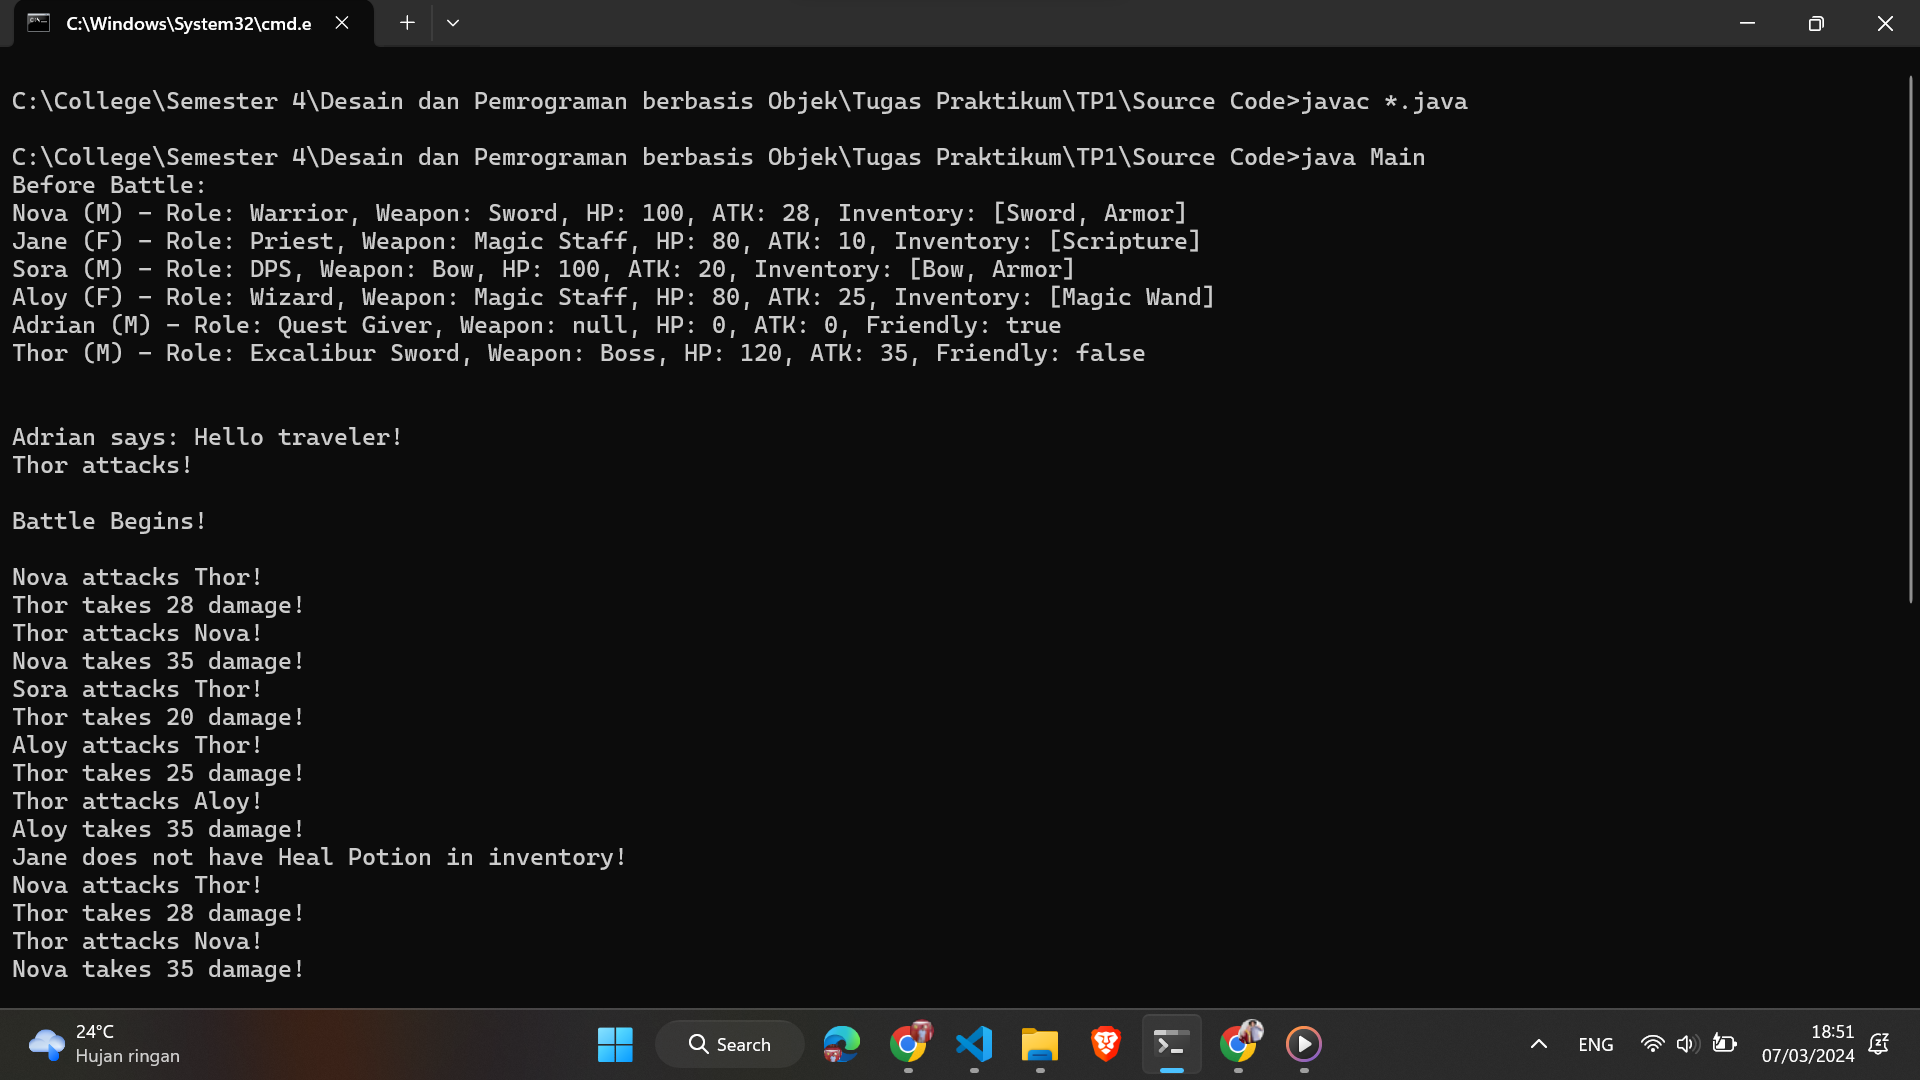 C:\Windows\System32\cmd.e
C:\College\Semester 4\Desain dan Pemrograman berbasis Objek\Tugas Praktikum\TP1\Source Code>javac *.java
C:\College\Semester 4\Desain dan Pemrograman berbasis Objek\Tugas Praktikum\TP1\Source Code>java Main
Before Battle:
Nova (M) - Role: Warrior, Weapon: Sword, HP: 100, ATK: 28, Inventory: [Sword, Armor]
Jane (F) - Role: Priest, Weapon: Magic Staff, HP: 80, ATK: 10, Inventory: [Scripture]
Sora (M) - Role: DPS, Weapon: Bow, HP: 100, ATK: 20, Inventory: [Bow, Armor]
Aloy (F) - Role: Wizard, Weapon: Magic Staff, HP: 80, ATK: 25, Inventory: [Magic Wand]
Adrian (M) - Role: Quest Giver, Weapon: null, HP: 0, ATK: 0, Friendly: true
Thor (M) - Role: Excalibur Sword, Weapon: Boss, HP: 120, ATK: 35, Friendly: false
Adrian says: Hello traveler!
Thor attacks!
Battle Begins!
Nova attacks Thor!
Thor takes 28 damage!
Thor attacks Nova!
Nova takes 35 damage!
Sora attacks Thor!
Thor takes 20 damage!
Aloy attacks Thor!
Thor takes 25 damage!
Thor attacks Aloy!
Aloy takes 35 damage!
Jane does not have Heal Potion in inventory!
Nova attacks Thor!
Thor takes 28 damage!
Thor attacks Nova!
Nova takes 35 damage!
24°C
Hujan ringan
Search
ENG
18:51
07/03/2024